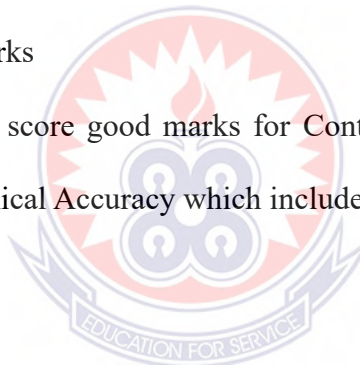 rks
score good marks for Cont
ical Accuracy which include
EDUCATION FOR SERVICE